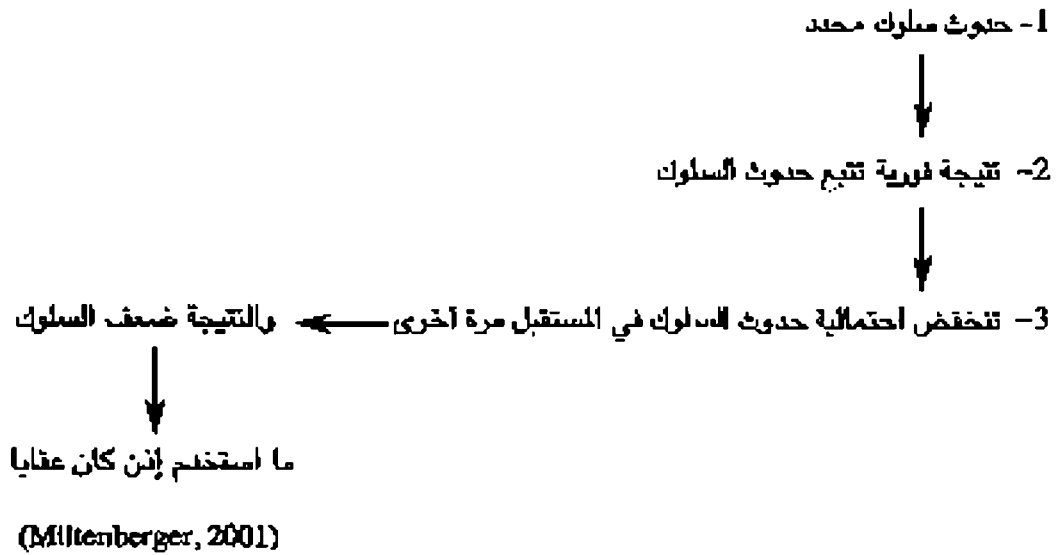 1- حدوث سلوك محدد
2- نتيجة فورية تتبع حدوث السلوك
3- تنخفض احتمالية حدوث السلوك في المستقبل مرة أخرى والنتيجة ضعف السلوك
ما استخدم إذن كان عقابا
(Miltenberger, 2001)